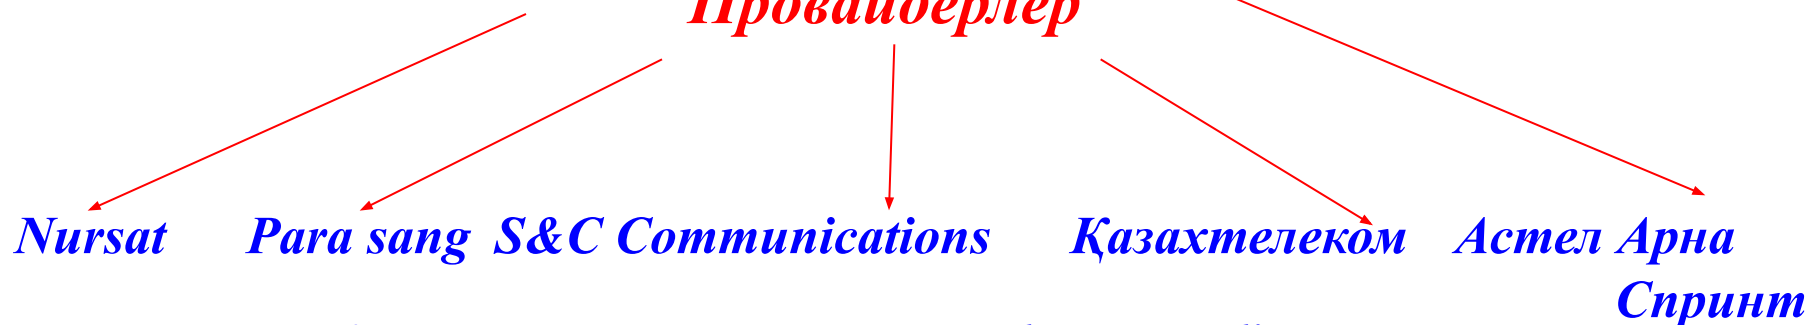 Провайдерлер
Nursat Para sang S&C Communications Қазахтелеком Астел Арна
Спринт